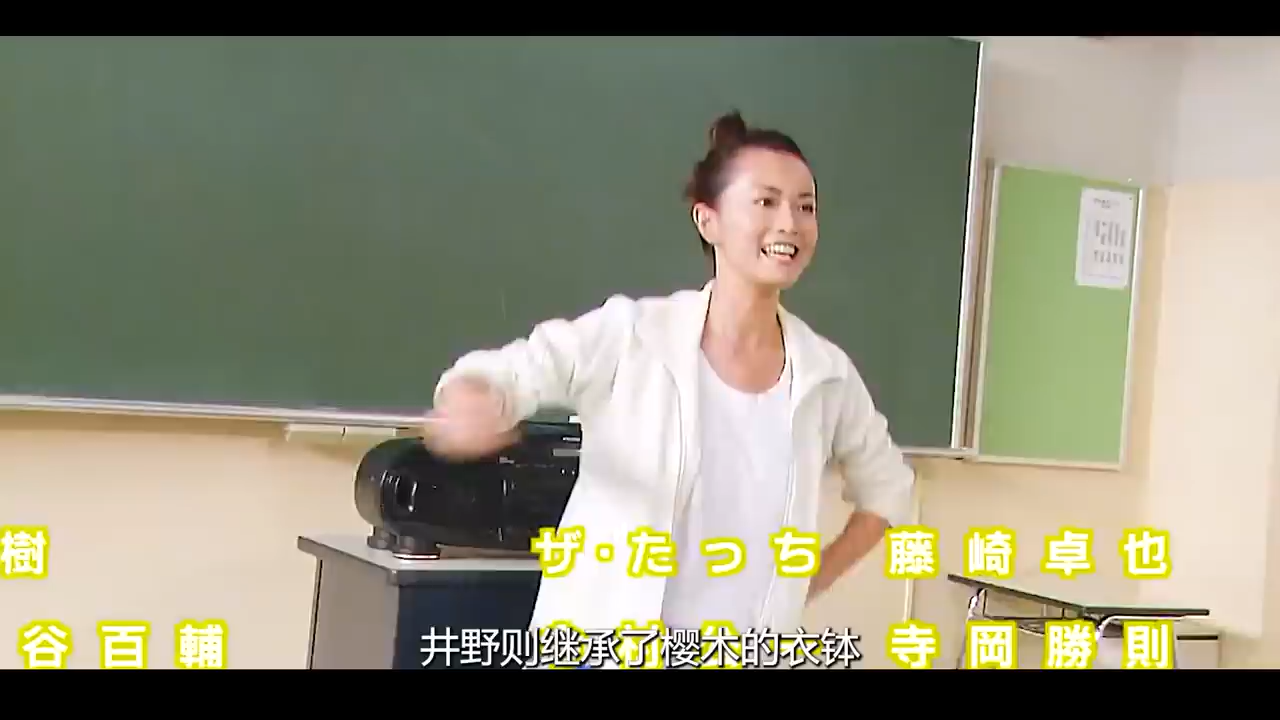 樹 ザ・たっち 藤崎卓也
谷百輔 寺岡勝則
井野则继承了樱木的衣钵